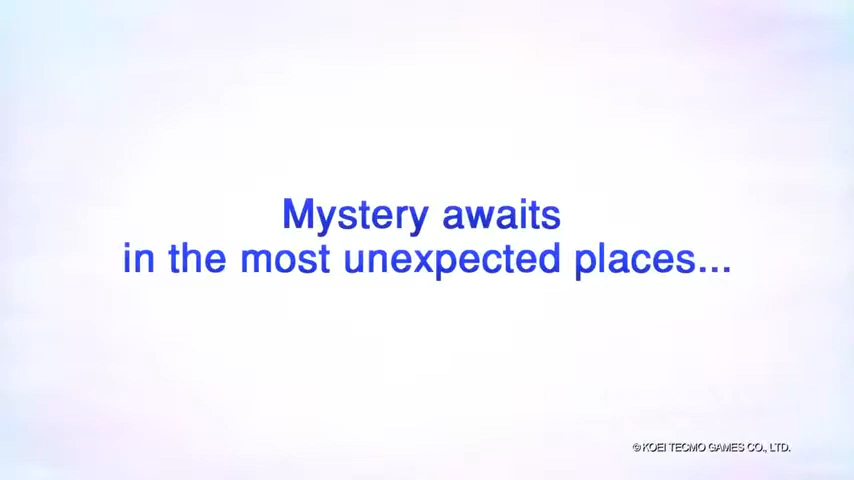 Mystery awaits
in the most unexpected places...
© KOEI TECMO GAMES CO., LTD.